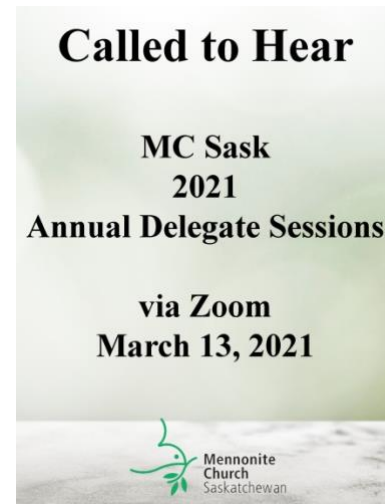 Called to Hear
MC Sask
2021
Annual Delegate Sessions
via Zoom
March 13, 2021
Mennonite
Church
Saskatchewan